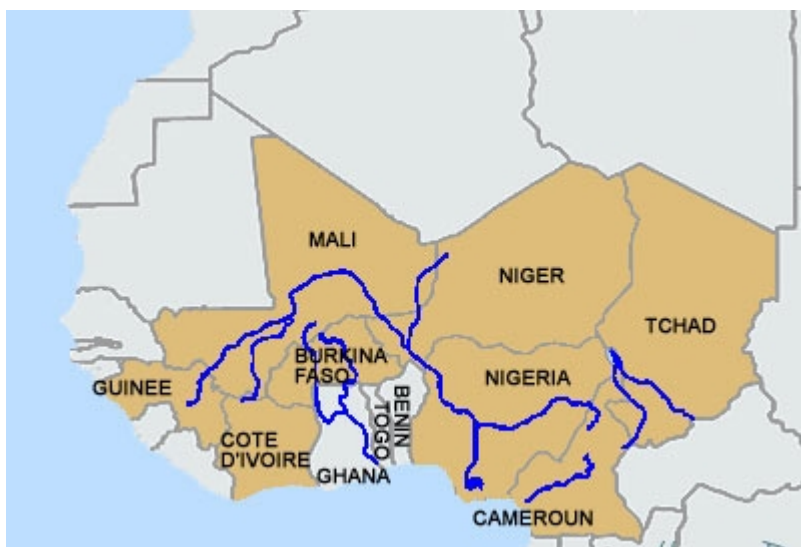 MALI
NIGER
TCHAD
BURKINA
FASO
NIGERIA
GUINEE
BENIN
TOGO
COTE
D'IVOIRE
GHANA
CAMEROUN